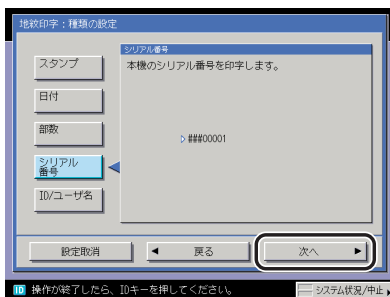 地紋印字：種類の設定
シリアル番号
スタンプ
本機のシリアル番号を印字します。
日付
部数
###00001
シリアル
番号
ID/ユーザ名
設定取消
戻る
次へ
ID 操作が終了したら、IDキーを押してください。
システム状況/中止